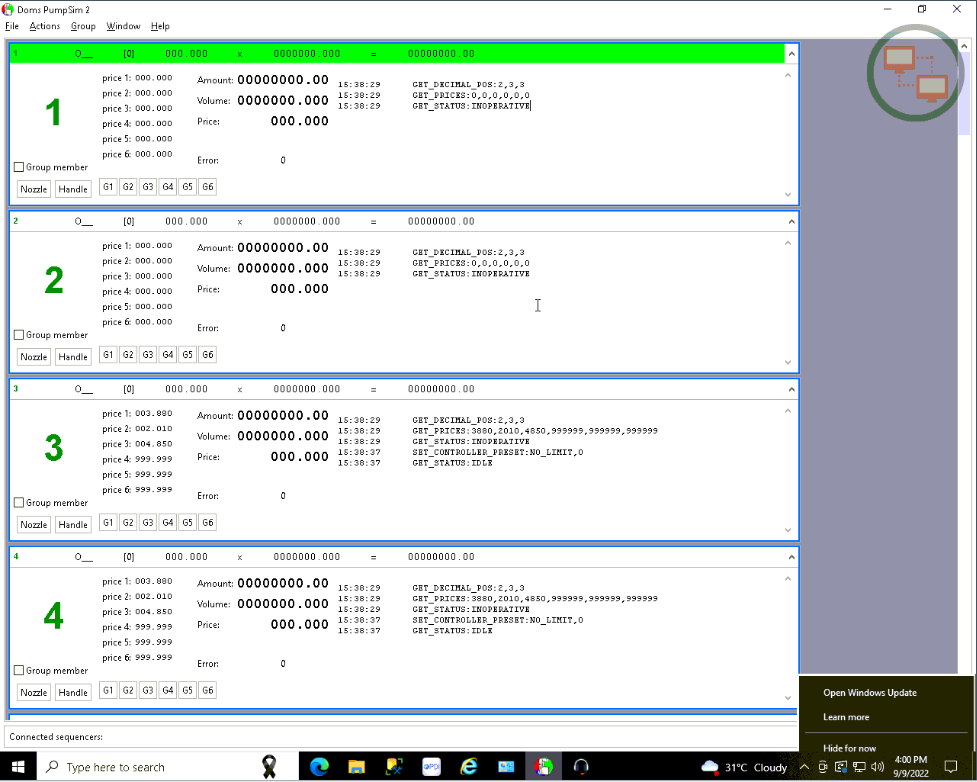 Doms PumpSim 2
File Actions Group Window Help
1 O__ [0] 000.000 x 0000000.000 = 00000000.00
price 1: 000.000
price 2: 000.000
price 3: 000.000
price 4: 000.000
price 5: 000.000
price 6: 000.000
1
Amount: 00000000.00
Volume: 0000000.000
Price: 000.000
Error: 0
15:38:29 GET_DECIMAL_POS:2,3,3
15:38:29 GET_PRICES:0,0,0,0,0,0
15:38:29 GET_STATUS:INOPERATIVE
Group member
Nozzle Handle G1 G2 G3 G4 G5 G6
2 O__ [0] 000.000 x 0000000.000 = 00000000.00
price 1: 000.000
price 2: 000.000
price 3: 000.000
price 4: 000.000
price 5: 000.000
price 6: 000.000
2
Amount: 00000000.00
Volume: 0000000.000
Price: 000.000
Error: 0
15:38:29 GET_DECIMAL_POS:2,3,3
15:38:29 GET_PRICES:0,0,0,0,0,0
15:38:29 GET_STATUS:INOPERATIVE
Group member
Nozzle Handle G1 G2 G3 G4 G5 G6
3 O__ [0] 000.000 x 0000000.000 = 00000000.00
price 1: 003.880
price 2: 002.010
price 3: 004.850
price 4: 999.999
price 5: 999.999
price 6: 999.999
3
Amount: 00000000.00
Volume: 0000000.000
Price: 000.000
Error: 0
15:38:29 GET_DECIMAL_POS:2,3,3
15:38:29 GET_PRICES:3880,2010,4850,999999,999999,999999
15:38:29 GET_STATUS:INOPERATIVE
15:38:37 SET_CONTROLLER_PRESET:NO_LIMIT,0
15:38:37 GET_STATUS:IDLE
Group member
Nozzle Handle G1 G2 G3 G4 G5 G6
4 O__ [0] 000.000 x 0000000.000 = 00000000.00
price 1: 003.880
price 2: 002.010
price 3: 004.850
price 4: 999.999
price 5: 999.999
price 6: 999.999
4
Amount: 00000000.00
Volume: 0000000.000
Price: 000.000
Error: 0
15:38:29 GET_DECIMAL_POS:2,3,3
15:38:29 GET_PRICES:3880,2010,4850,999999,999999,999999
15:38:29 GET_STATUS:INOPERATIVE
15:38:37 SET_CONTROLLER_PRESET:NO_LIMIT,0
15:38:37 GET_STATUS:IDLE
Group member
Nozzle Handle G1 G2 G3 G4 G5 G6
Open Windows Update
Learn more
Hide for now
Connected sequencers:
Type here to search
31°C Cloudy
4:00 PM
9/9/2022